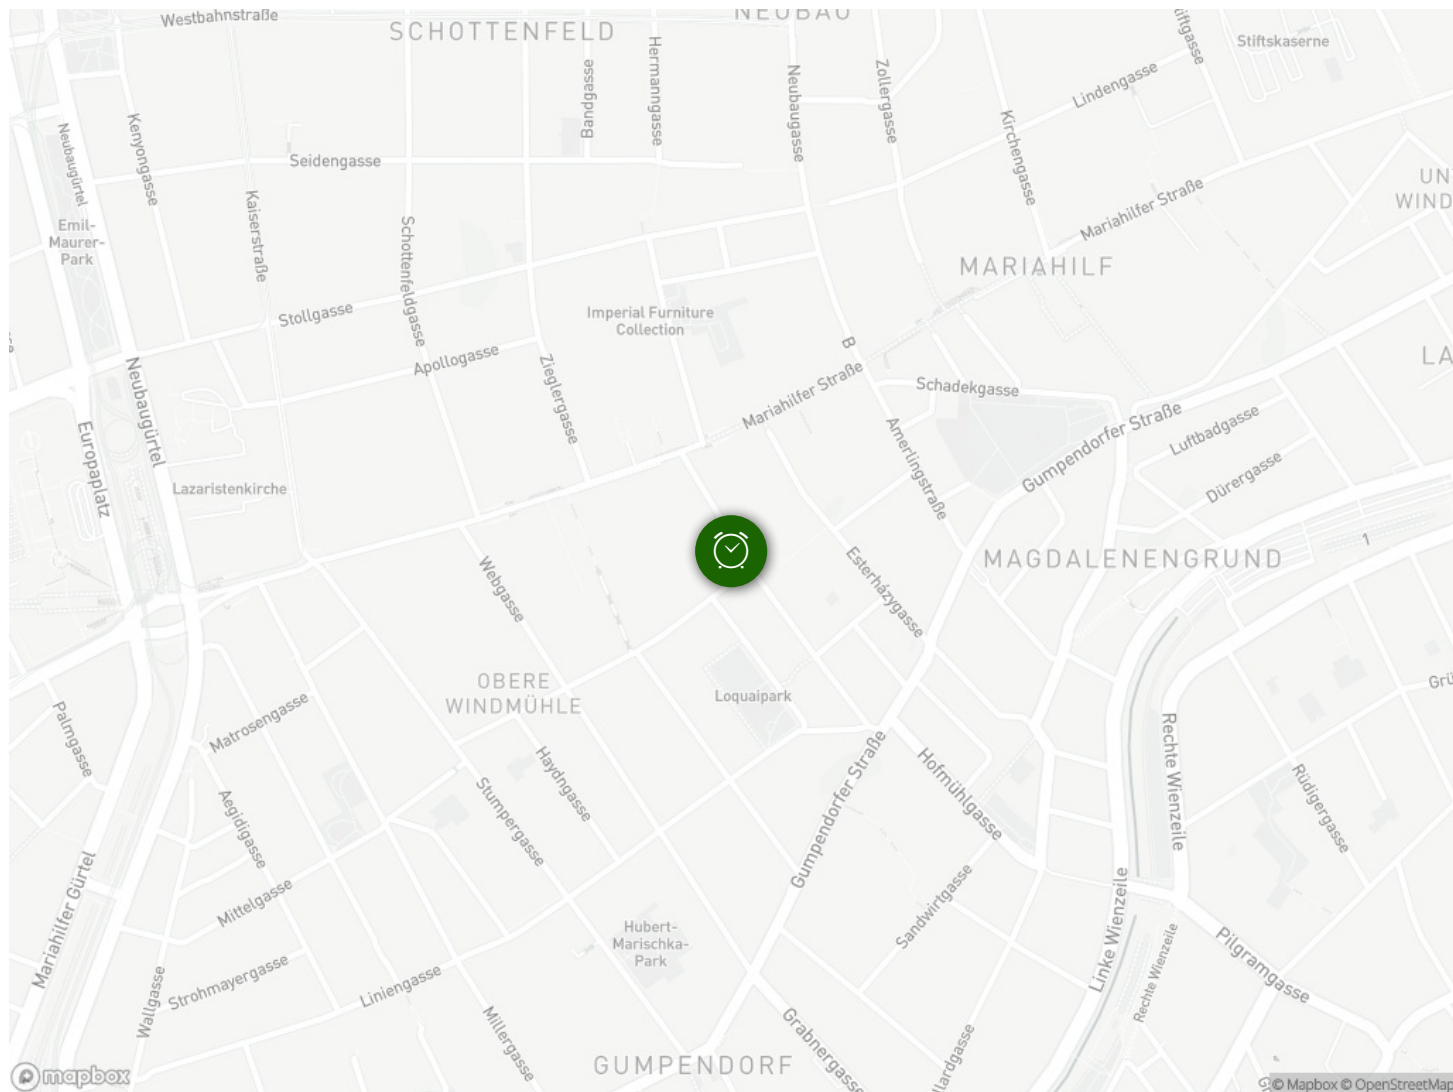 Westbahnstraße
SCHOTTENFELD
NEUBAU
Stiftskaserne
Hermanngasse
Bandgasse
Neubaugasse
Zollergasse
Lindengasse
Kirchengasse
Neubaugürtel
Kenyongasse
Seidengasse
Kaiserstraße
Schottenfeldgasse
Mariahilfer Straße
Emil-
Maurer-
Park
MARIAHILF
Stollgasse
Imperial Furniture
Collection
B
Apollogasse
Zieglergasse
Neubaugürtel
Europaplatz
Mariahilfer Straße
Schadekgasse
Amerlingstraße
Gumpendorfer Straße
Luftbadgasse
Dürergasse
Lazaristenkirche
1
MAGDALENENGRUND
Webgasse
Esterházygasse
OBERE
WINDMÜHLE
Loquaipark
Palmgasse
Matrosengasse
Haydngasse
Stumpergasse
Aegidigasse
Gumpendorfer Straße
Hofmühlgasse
Rechte Wienzeile
Rüdigergasse
Mariahilfer Gürtel
Mittelgasse
Sandwirtgasse
Linke Wienzeile
Hubert-
Marischka-
Park
Pilgramgasse
Rechte Wienzeile
Strohmayergasse
Wallgasse
Liniengasse
Millergasse
Grabnergasse
GUMPENDORF
mapbox
© Mapbox © OpenStreetMap